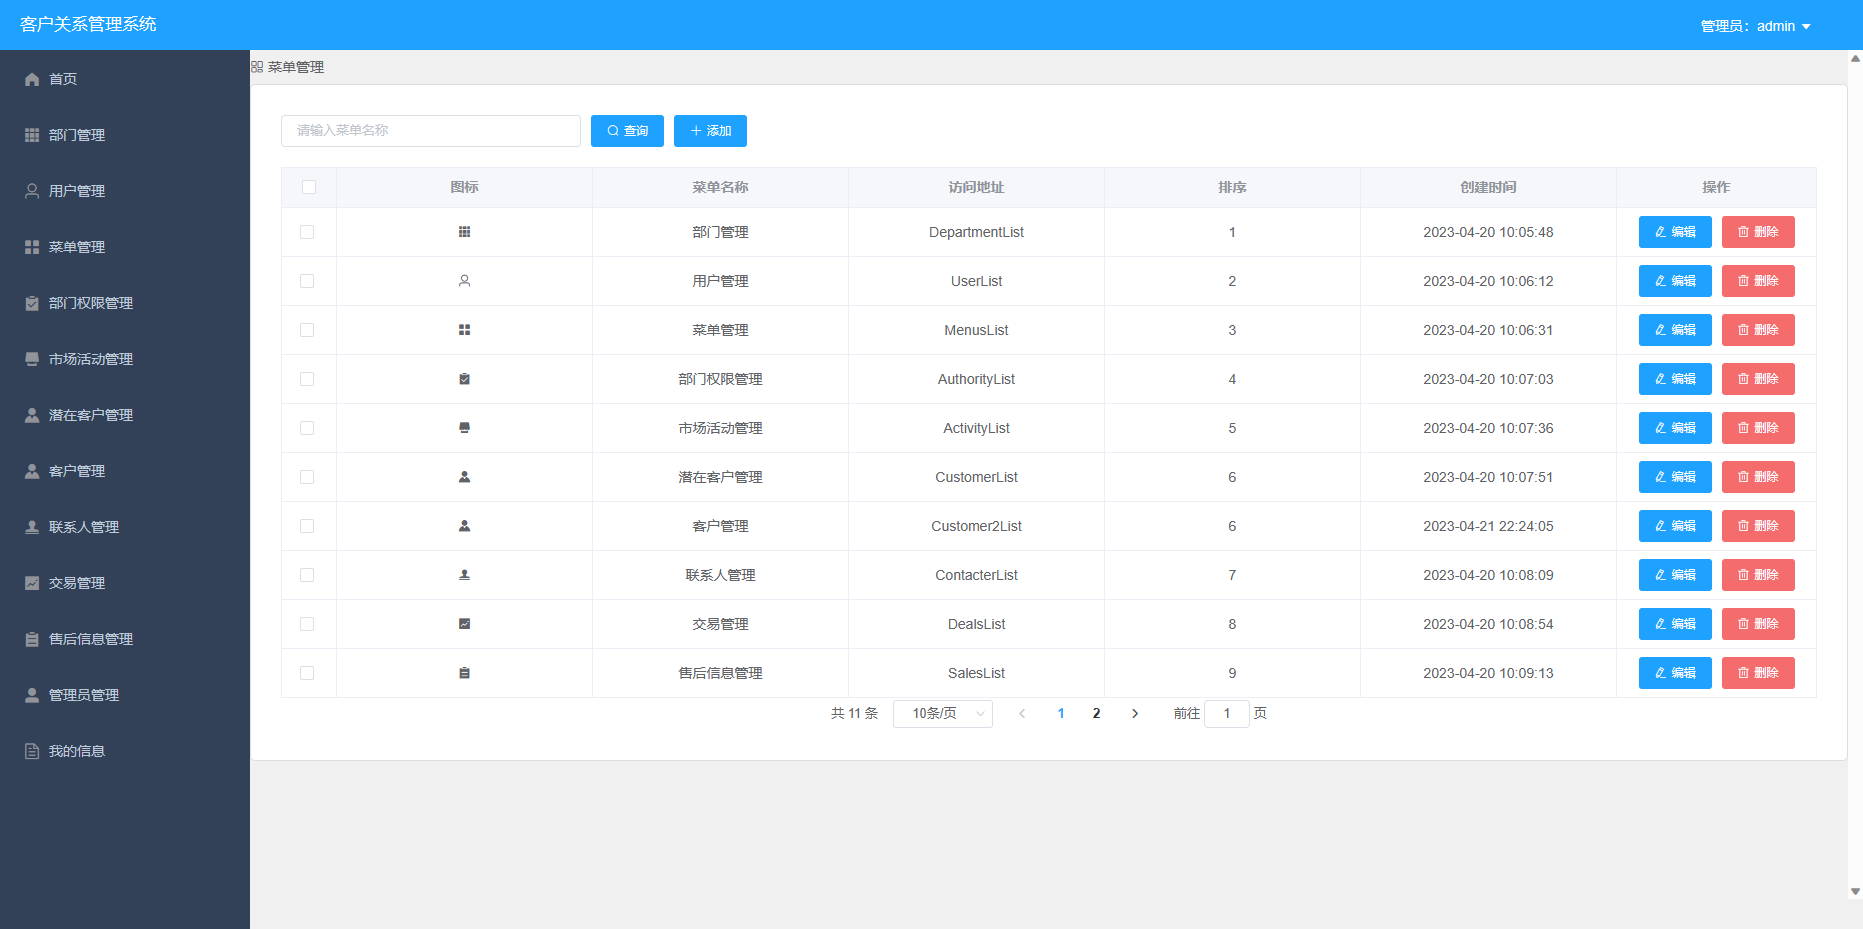 客户关系管理系统
管理员：admin
首页
部门管理
用户管理
菜单管理
部门权限管理
市场活动管理
潜在客户管理
客户管理
联系人管理
交易管理
售后信息管理
管理员管理
我的信息
菜单管理
请输入菜单名称 查询 添加
图标 菜单名称 访问地址 排序 创建时间 操作
部门管理 DepartmentList 1 2023-04-20 10:05:48 编辑 删除
用户管理 UserList 2 2023-04-20 10:06:12 编辑 删除
菜单管理 MenusList 3 2023-04-20 10:06:31 编辑 删除
部门权限管理 AuthorityList 4 2023-04-20 10:07:03 编辑 删除
市场活动管理 ActivityList 5 2023-04-20 10:07:36 编辑 删除
潜在客户管理 CustomerList 6 2023-04-20 10:07:51 编辑 删除
客户管理 Customer2List 6 2023-04-21 22:24:05 编辑 删除
联系人管理 ContacterList 7 2023-04-20 10:08:09 编辑 删除
交易管理 DealsList 8 2023-04-20 10:08:54 编辑 删除
售后信息管理 SalesList 9 2023-04-20 10:09:13 编辑 删除
共 11 条 10条/页 1 2 前往 1 页